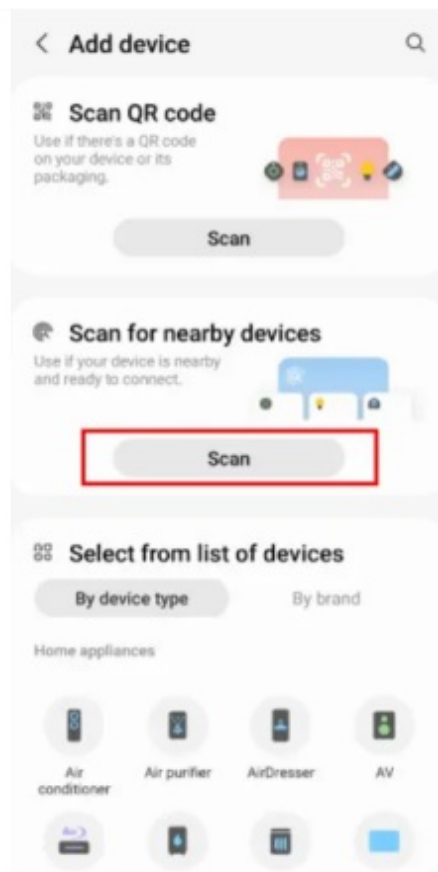 Add device
Scan QR code
Use if there's a QR code
on your device or its
packaging.
Scan
Scan for nearby devices
Use if your device is nearby
and ready to connect.
Scan
Select from list of devices
By device type
By brand
Home appliances
Air
conditioner
Air purifier
AirDresser
AV